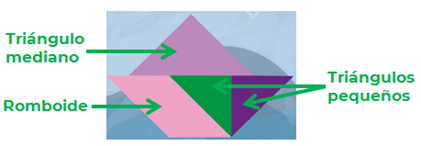 Triángulo
mediano
Romboide
Triángulos
pequeños